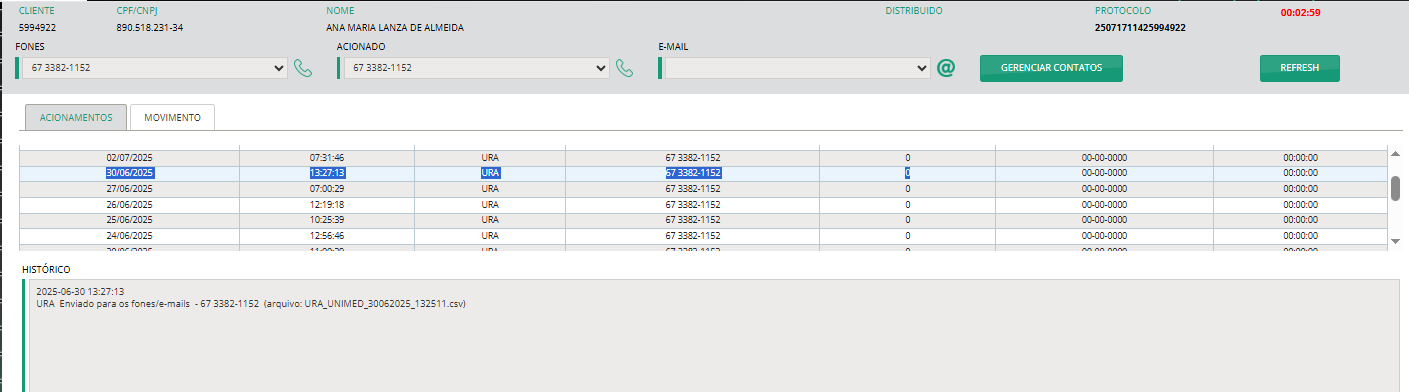 CLIENTE CPF/CNPJ NOME DISTRIBUIDO PROTOCOLO 00:02:59
5994922 890.518.231-34 ANA MARIA LANZA DE ALMEIDA 25071711425994922
FONES ACIONADO E-MAIL
67 3382-1152 67 3382-1152 @ GERENCIAR CONTATOS REFRESH
ACIONAMENTOS MOVIMENTO
02/07/2025 07:31:46 URA 67 3382-1152 0 00-00-0000 00:00:00
30/06/2025 13:27:13 URA 67 3382-1152 0 00-00-0000 00:00:00
27/06/2025 07:00:29 URA 67 3382-1152 0 00-00-0000 00:00:00
26/06/2025 12:19:18 URA 67 3382-1152 0 00-00-0000 00:00:00
25/06/2025 10:25:39 URA 67 3382-1152 0 00-00-0000 00:00:00
24/06/2025 12:56:46 URA 67 3382-1152 0 00-00-0000 00:00:00
HISTÓRICO
2025-06-30 13:27:13
URA Enviado para os fones/e-mails - 67 3382-1152 (arquivo: URA_UNIMED_30062025_132511.csv)